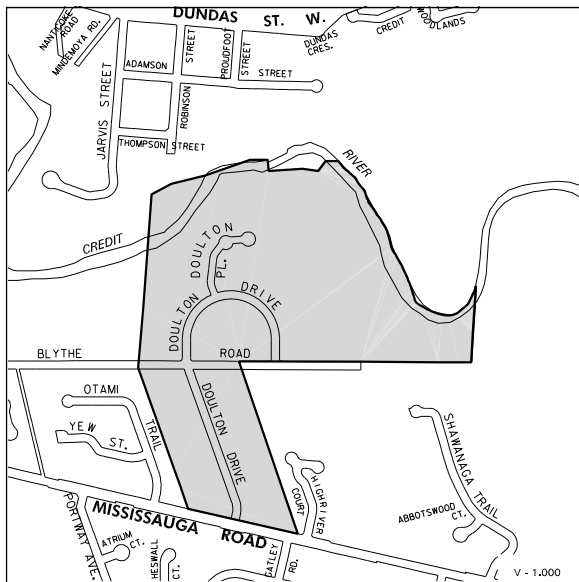 DUNDAS ST. W.
NANTICOKE
ROAD
MINDEMOYA RD.
JARVIS STREET
ADAMSON
STREET
STREET
PROUDFOOT
STREET
ROBINSON
THOMPSON STREET
DUNDAS
CRES.
CREDIT
WOODLANDS
CREDIT
RIVER
DOULTON
PL.
DOULTON
DRIVE
BLYTHE
ROAD
OTAMI
TRAIL
YEW
ST.
DOULTON DRIVE
MISSISSAUGA ROAD
PORTWAY AVE.
ATRIUM
CT.
HESWALL
CT.
GATLEY
RD.
COURT
HIGHRIVER
SHAWANAGA TRAIL
ABBOTSWOOD
CT.
V - 1.000